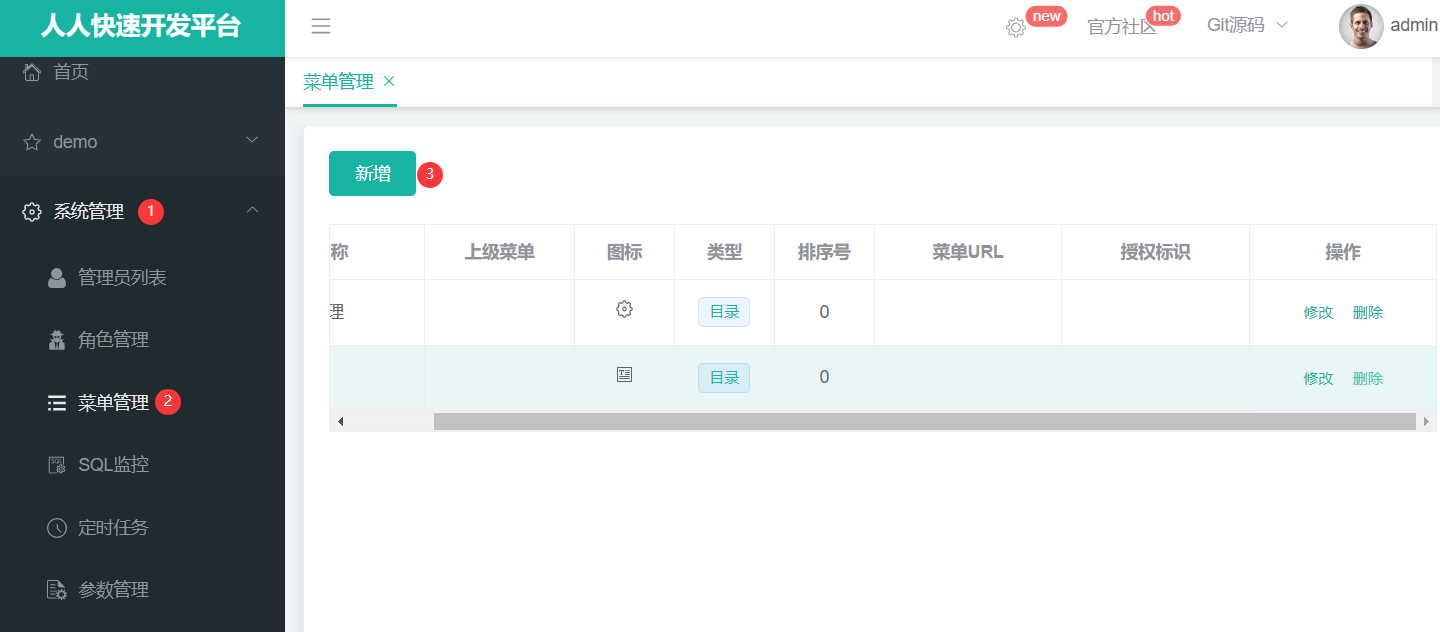 人人快速开发平台
new
官方社区
hot
Git源码
admin
首页
demo
系统管理
1
管理员列表
角色管理
菜单管理
2
SQL监控
定时任务
参数管理
菜单管理
新增
3
称 上级菜单 图标 类型 排序号 菜单URL 授权标识 操作
理 目录 0 修改 删除
目录 0 修改 删除